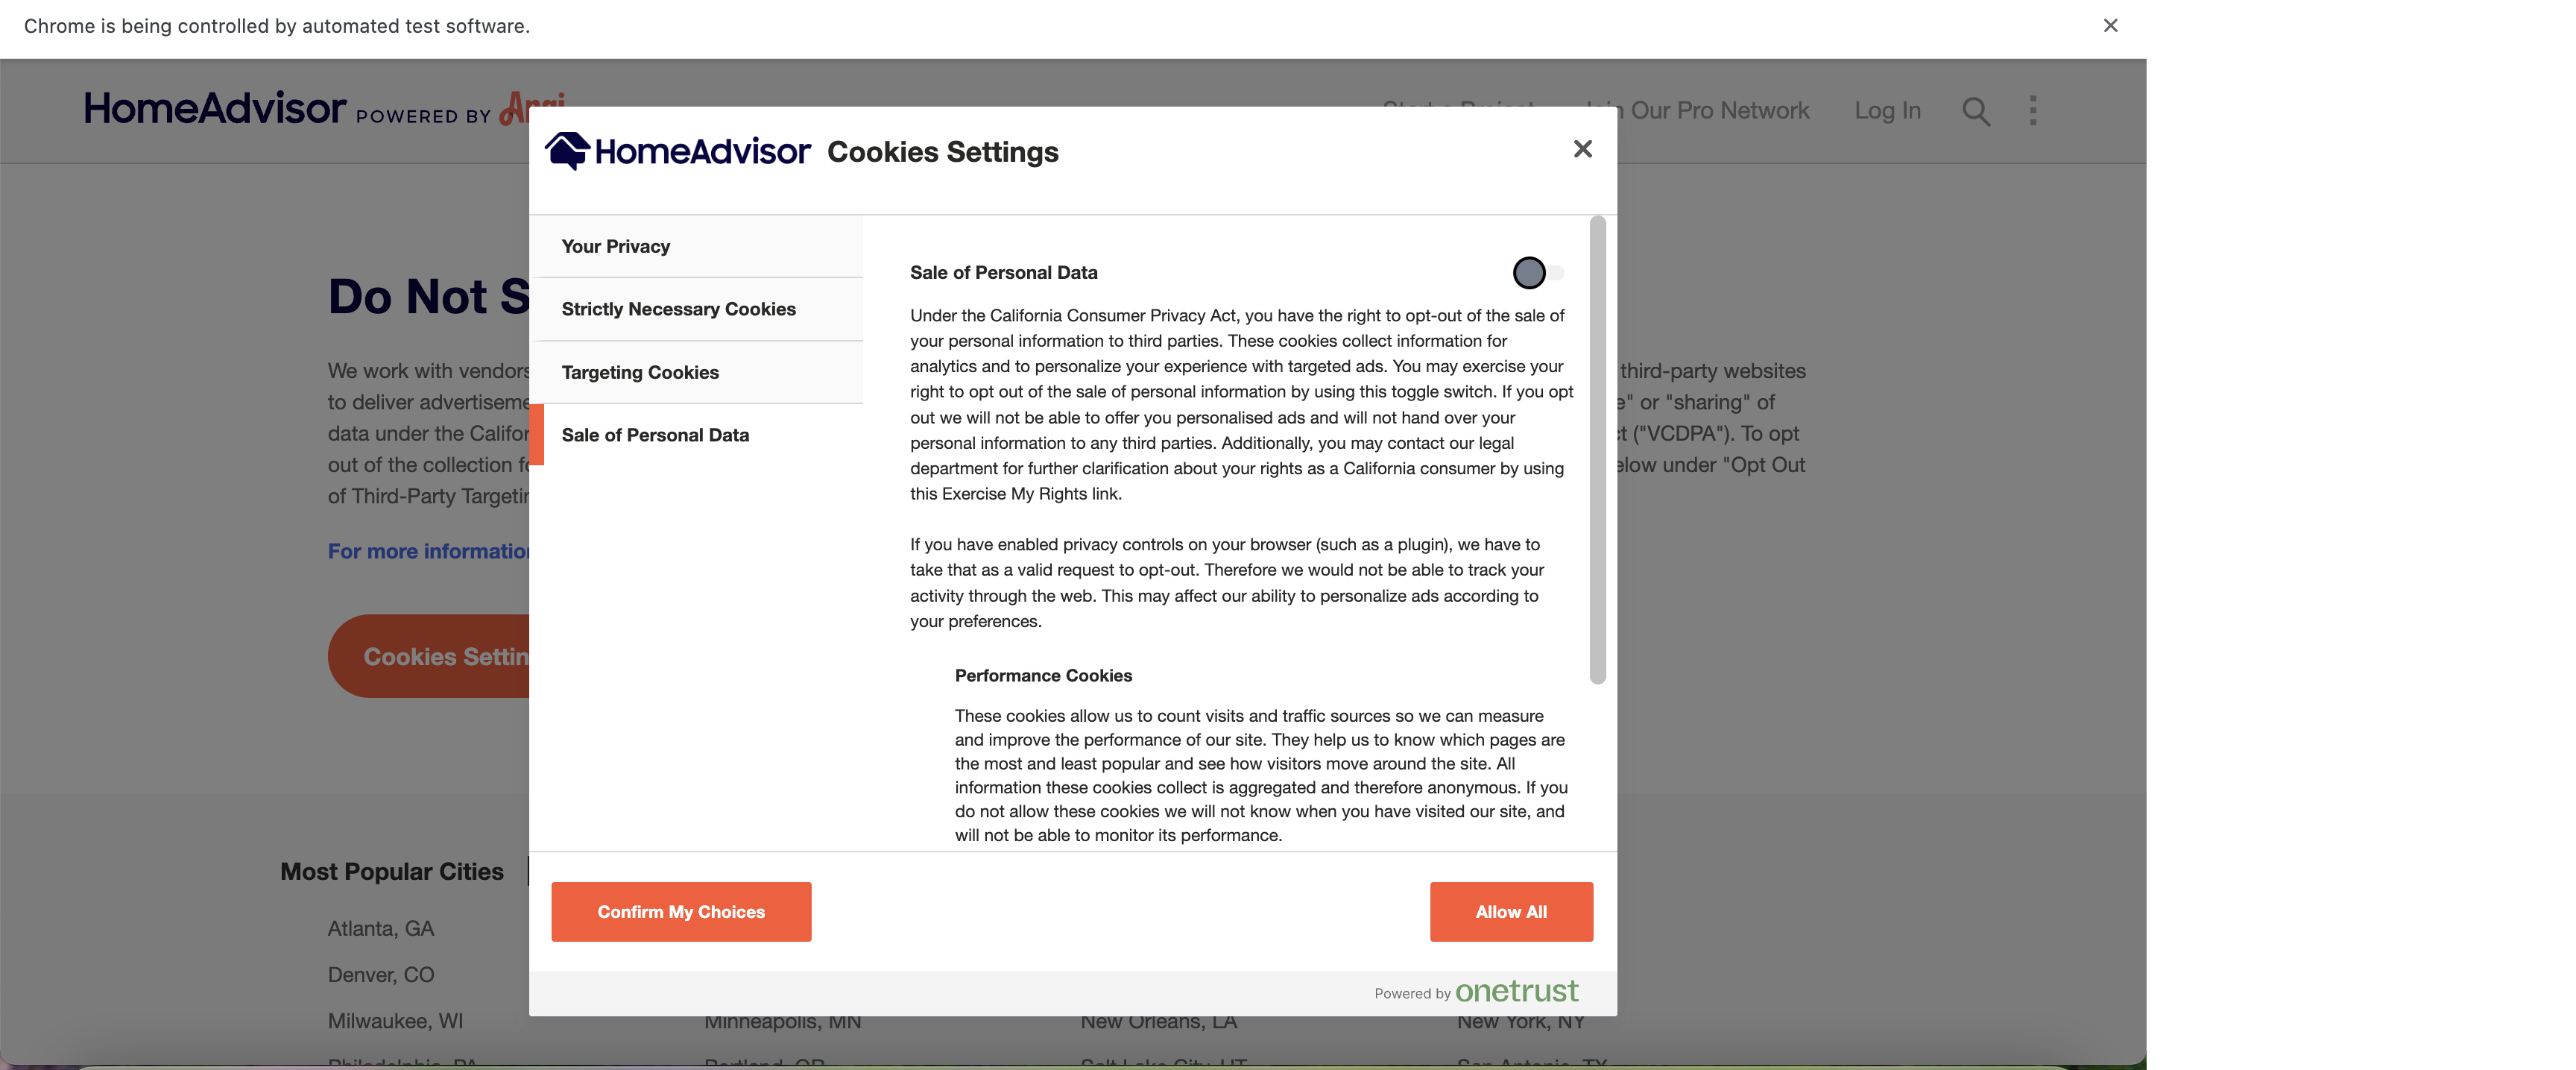 Chrome is being controlled by automated test software.
HomeAdvisor POWERED BY Angi
Our Pro Network
Log In
HomeAdvisor Cookies Settings
Your Privacy
Strictly Necessary Cookies
Targeting Cookies
Sale of Personal Data
Sale of Personal Data
Under the California Consumer Privacy Act, you have the right to opt-out of the sale of
your personal information to third parties. These cookies collect information for
analytics and to personalize your experience with targeted ads. You may exercise your
right to opt out of the sale of personal information by using this toggle switch. If you opt
out we will not be able to offer you personalised ads and will not hand over your
personal information to any third parties. Additionally, you may contact our legal
department for further clarification about your rights as a California consumer by using
this Exercise My Rights link.
If you have enabled privacy controls on your browser (such as a plugin), we have to
take that as a valid request to opt-out. Therefore we would not be able to track your
activity through the web. This may affect our ability to personalize ads according to
your preferences.
Performance Cookies
These cookies allow us to count visits and traffic sources so we can measure
and improve the performance of our site. They help us to know which pages are
the most and least popular and see how visitors move around the site. All
information these cookies collect is aggregated and therefore anonymous. If you
do not allow these cookies we will not know when you have visited our site, and
will not be able to monitor its performance.
Confirm My Choices
Allow All
Powered by onetrust
Do Not S
We work with vendors
third-party websites
to deliver advertiseme
e" or "sharing" of
data under the Califor
ct ("VCDPA"). To opt
out of the collection fo
elow under "Opt Out
of Third-Party Targetin
For more information
Cookies Settin
Most Popular Cities
Atlanta, GA
Denver, CO
Milwaukee, WI
Minneapolis, MN
New Orleans, LA
New York, NY
Philadelphia, PA
Portland, OR
Salt Lake City, UT
San Antonio, TX